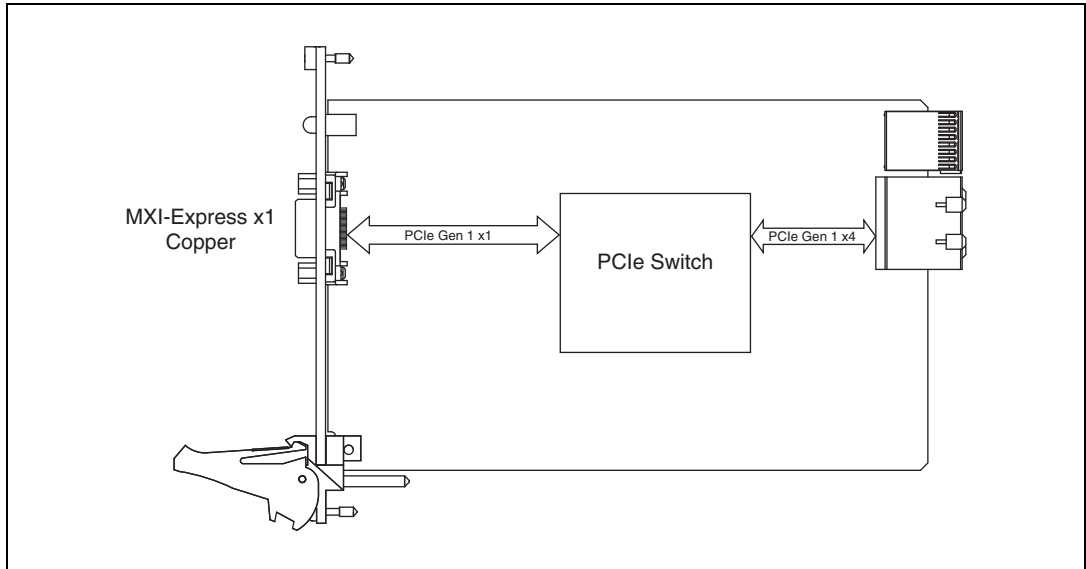 MXI-Express x1
Copper
PCIe Gen 1 x1
PCIe Switch
PCIe Gen 1 x4